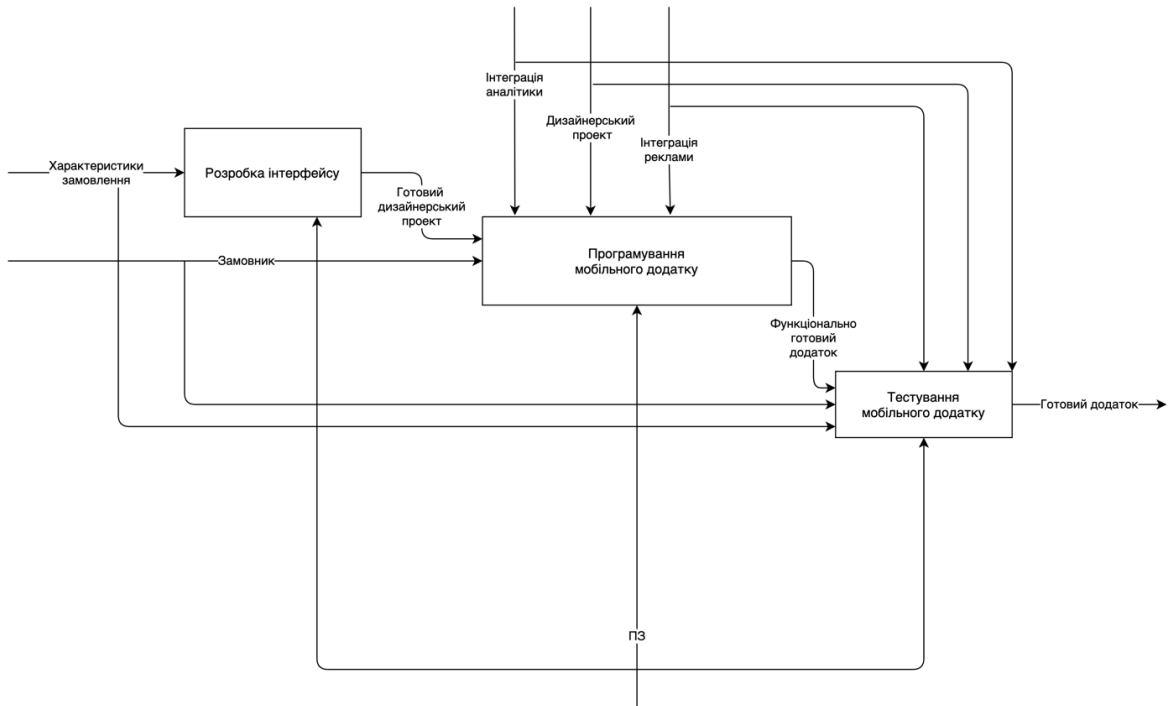 Інтеграція
аналітики
Дизайнерський
проект
Інтеграція
реклами
Характеристики
замовлення
Розробка інтерфейсу
Готовий
дизайнерський
проект
Замовник
Програмування
мобільного додатку
Функціонально
готовий
додаток
Тестування
мобільного додатку
Готовий додаток
ПЗ